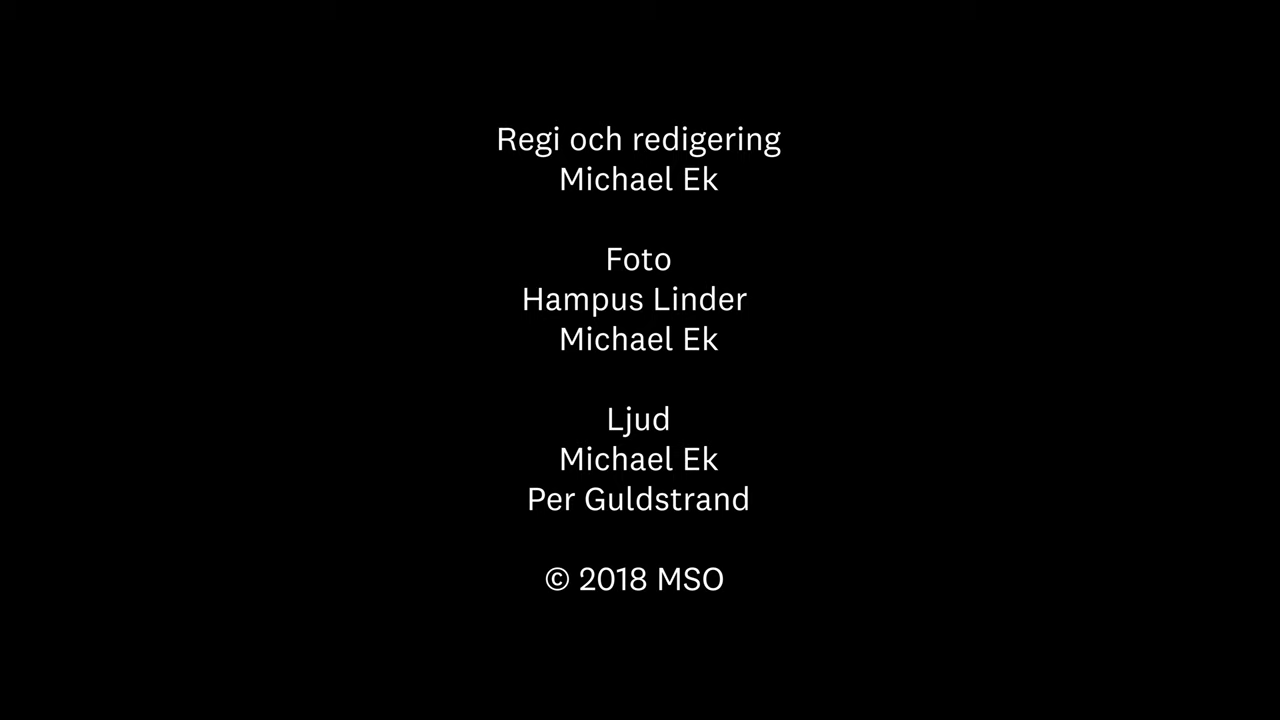 Regi och redigering
Michael Ek
Foto
Hampus Linder
Michael Ek
Ljud
Michael Ek
Per Guldstrand
© 2018 MSO